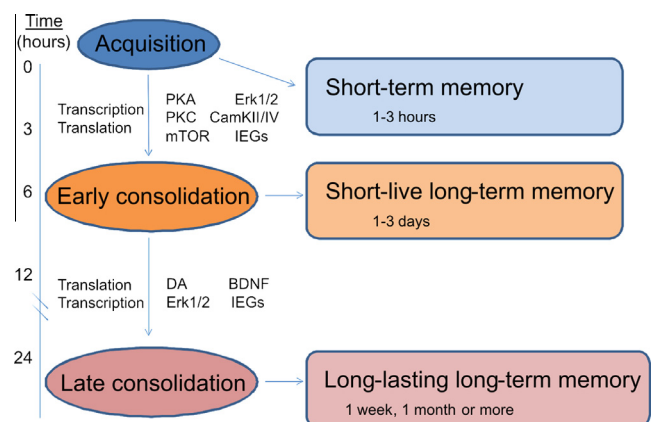 Time
(hours)
Acquisition
0
Short-term memory
1-3 hours
Transcription
Translation
PKA Erk1/2
PKC CamKII/IV
mTOR IEGs
3
6
Early consolidation
Short-live long-term memory
1-3 days
12
Translation
Transcription
DA BDNF
Erk1/2 IEGs
24
Late consolidation
Long-lasting long-term memory
1 week, 1 month or more